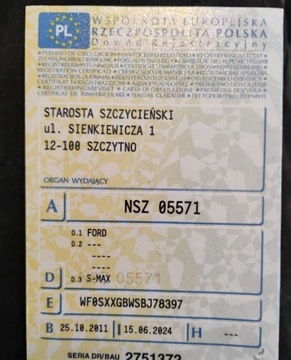 PL
WSPÓLNOTA EUROPEJSKA
RZECZPOSPOLITA POLSKA
Dowód Rejestracyjny
STAROSTA SZCZYCIEŃSKI
ul. SIENKIEWICZA 1
12-100 SZCZYTNO
ORGAN WYDAJĄCY
A NSZ 05571
D.1 FORD
D.2 ---
---
----
D D.3 S-MAX 05571
E WF0SXXGBWSBJ78397
B 25.10.2011 15.06.2024 H ---
SERIA DR/BAU 2751372